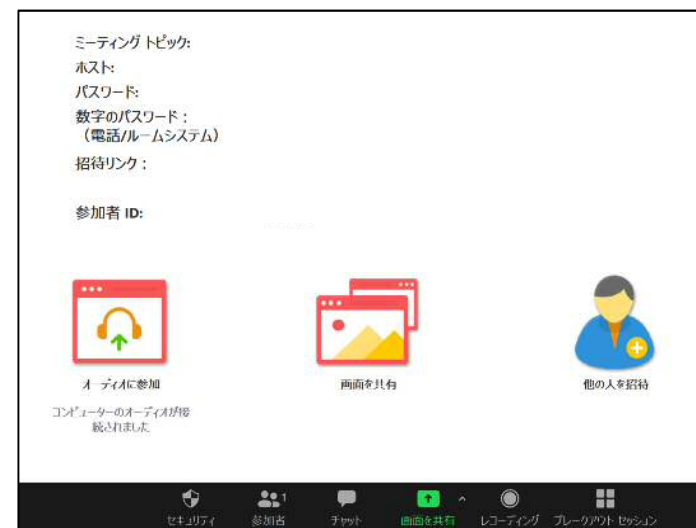 ミーティング トピック:
ホスト:
パスワード:
数字のパスワード：
（電話/ルームシステム）
招待リンク：
参加者 ID:
オーディオに参加
画面を共有
他の人を招待
コンピューターのオーディオが接
続されました
1
セキュリティ
参加者
チャット
画面を共有
レコーディング
ブレークアウト セッション